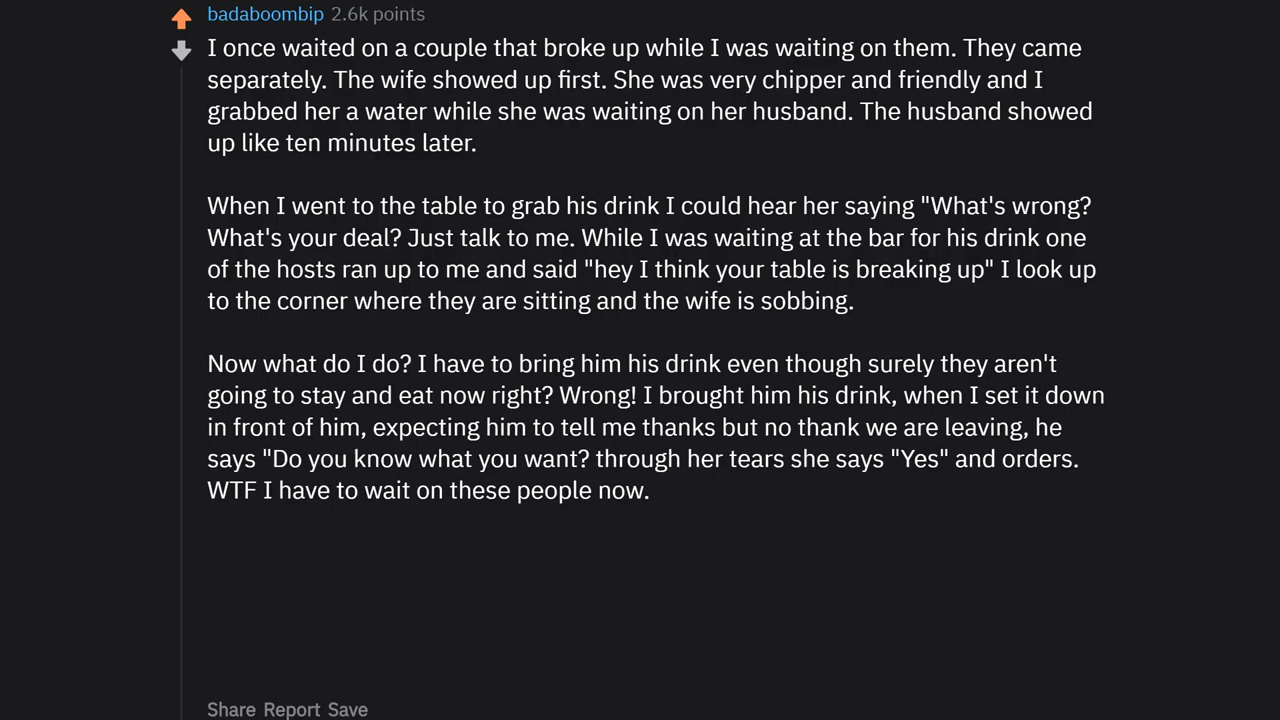 badaboombip 2.6k points
I once waited on a couple that broke up while I was waiting on them. They came
separately. The wife showed up first. She was very chipper and friendly and I
grabbed her a water while she was waiting on her husband. The husband showed
up like ten minutes later.
When I went to the table to grab his drink I could hear her saying "What's wrong?
What's your deal? Just talk to me. While I was waiting at the bar for his drink one
of the hosts ran up to me and said "hey I think your table is breaking up" I look up
to the corner where they are sitting and the wife is sobbing.
Now what do I do? I have to bring him his drink even though surely they aren't
going to stay and eat now right? Wrong! I brought him his drink, when I set it down
in front of him, expecting him to tell me thanks but no thank we are leaving, he
says "Do you know what you want? through her tears she says "Yes" and orders.
WTF I have to wait on these people now.
Share Report Save